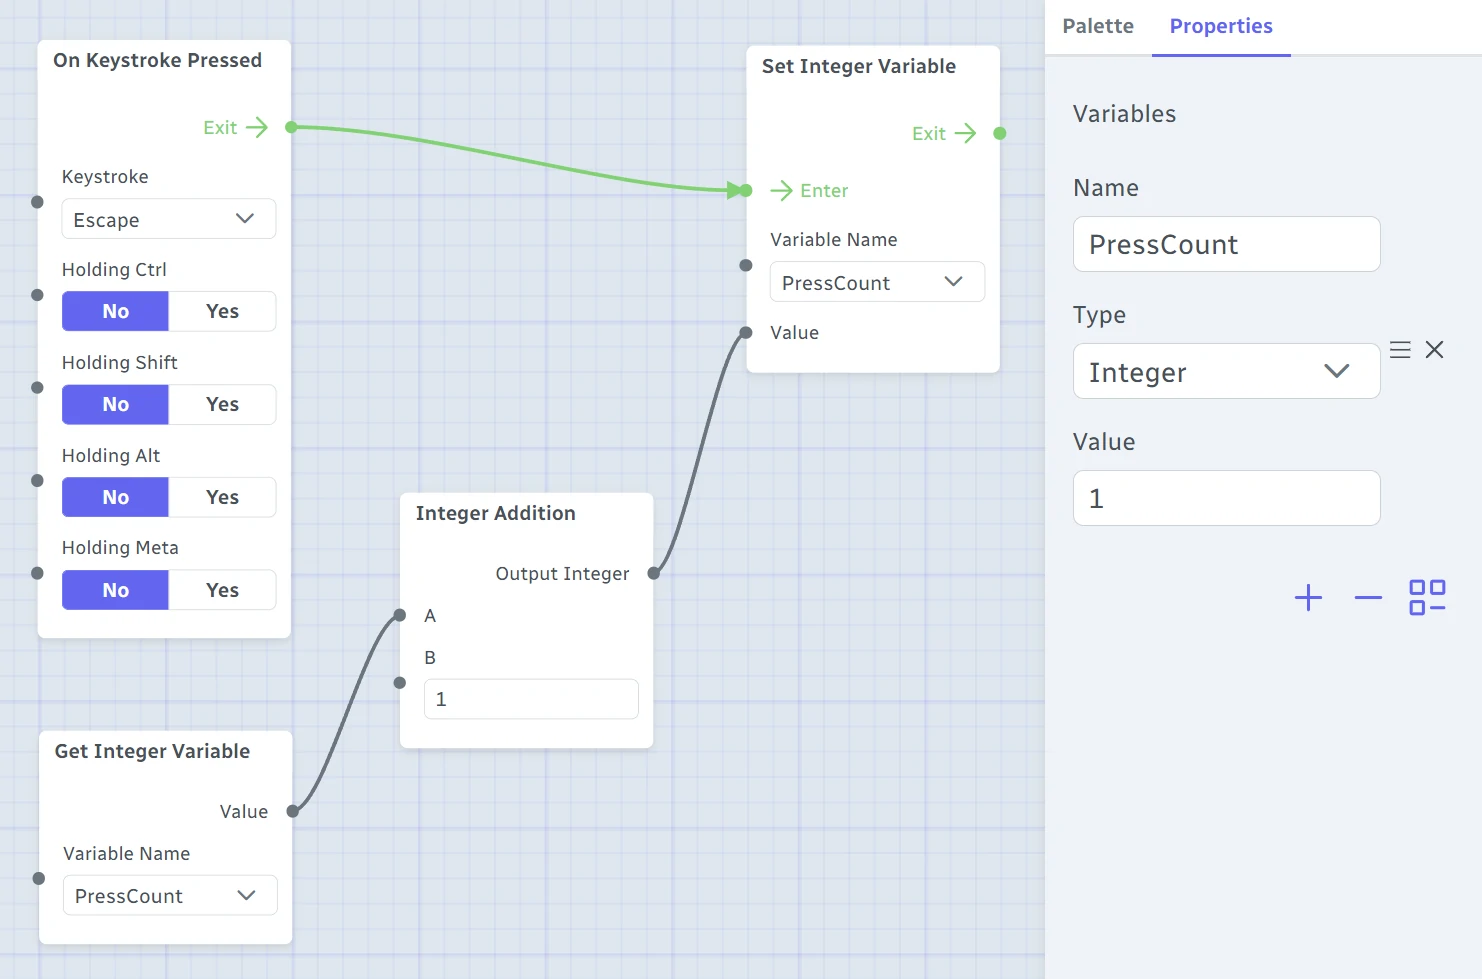 On Keystroke Pressed
Exit
Keystroke
Escape
Holding Ctrl
No Yes
Holding Shift
No Yes
Holding Alt
No Yes
Holding Meta
No Yes
Set Integer Variable
Exit
Enter
Variable Name
PressCount
Value
Integer Addition
Output Integer
A
B
1
Get Integer Variable
Value
Variable Name
PressCount
Palette Properties
Variables
Name
PressCount
Type
Integer
Value
1